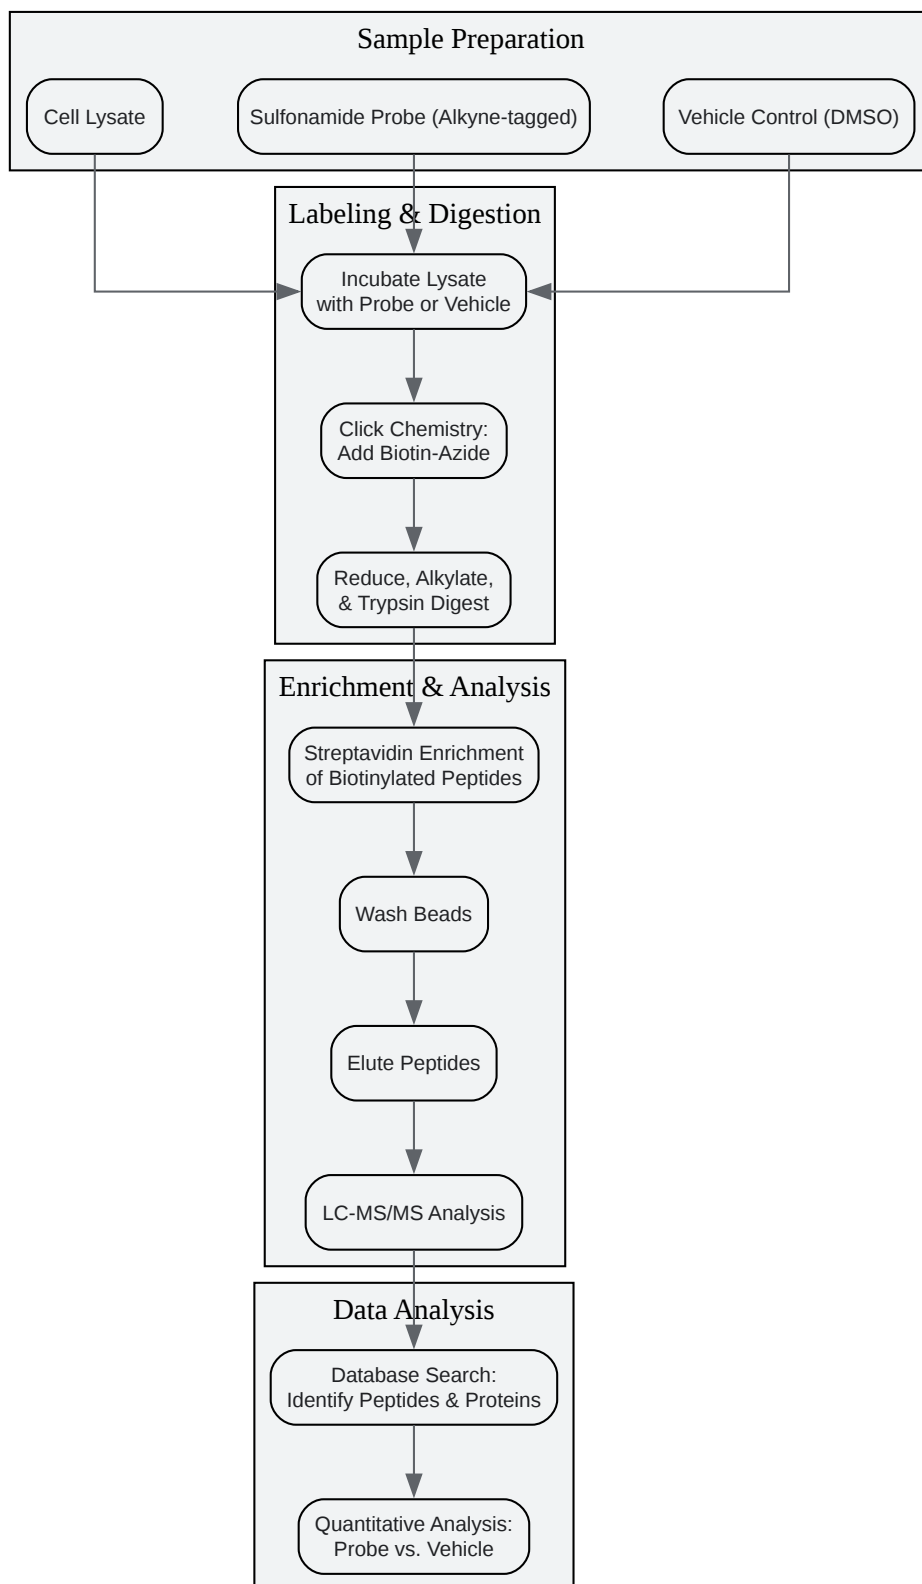 Sample Preparation
Cell Lysate
Sulfonamide Probe (Alkyne-tagged)
Vehicle Control (DMSO)
Labeling & Digestion
Incubate Lysate
with Probe or Vehicle
Click Chemistry:
Add Biotin-Azide
Reduce, Alkylate,
& Trypsin Digest
Enrichment & Analysis
Streptavidin Enrichment
of Biotinylated Peptides
Wash Beads
Elute Peptides
LC-MS/MS Analysis
Data Analysis
Database Search:
Identify Peptides & Proteins
Quantitative Analysis:
Probe vs. Vehicle